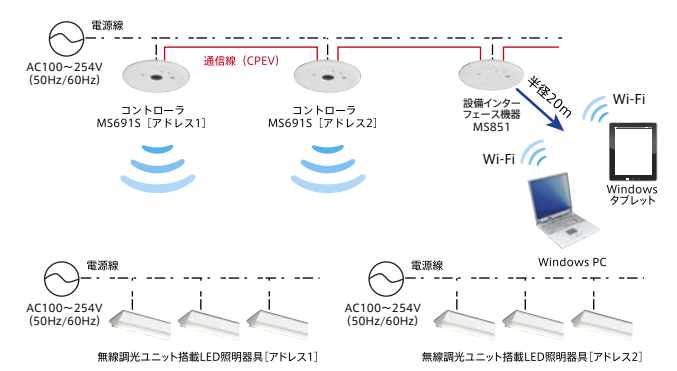 電源線
AC100～254V
(50Hz/60Hz)
通信線（CPEV）
コントローラ
MS691S［アドレス1］
コントローラ
MS691S［アドレス2］
設備インター
フェース機器
MS851
半径20m
Wi-Fi
Wi-Fi
Windows
タブレット
Windows PC
電源線
AC100～254V
(50Hz/60Hz)
無線調光ユニット搭載LED照明器具［アドレス1］
電源線
AC100～254V
(50Hz/60Hz)
無線調光ユニット搭載LED照明器具［アドレス2］